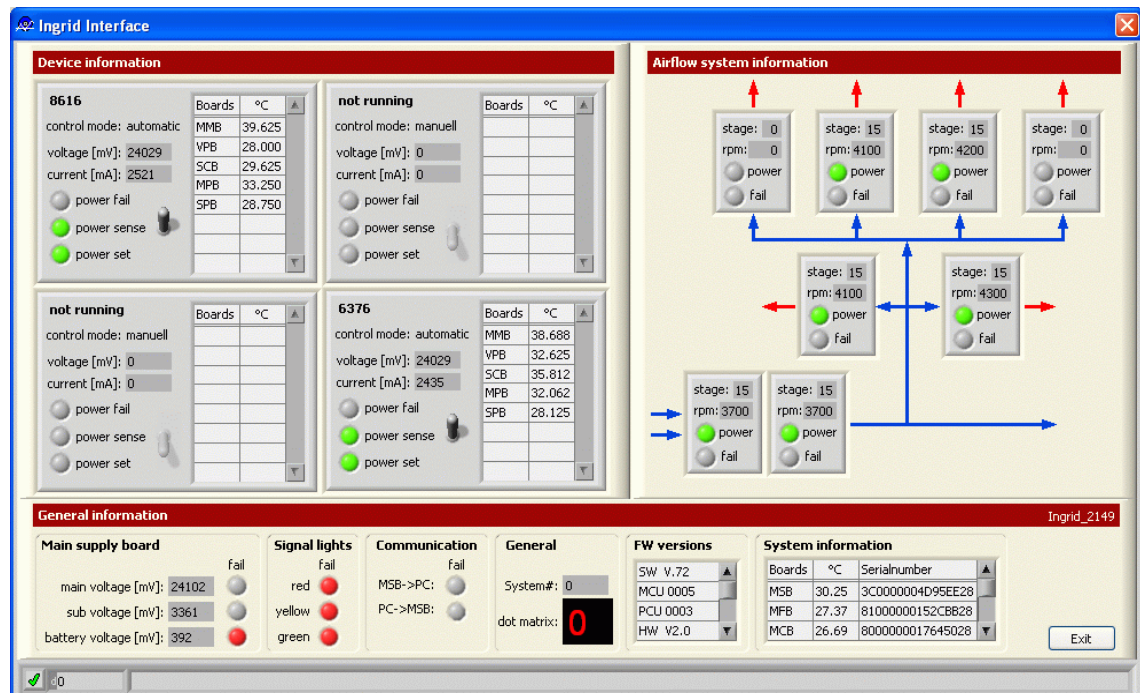 Ingrid Interface
Device information
8616
control mode: automatic
voltage [mV]: 24029
current [mA]: 2521
power fail
power sense
power set
Boards °C
MMB 39.625
VPB 28.000
SCB 29.625
MPB 33.250
SPB 28.750
not running
control mode: manuell
voltage [mV]: 0
current [mA]: 0
power fail
power sense
power set
Boards °C
not running
control mode: manuell
voltage [mV]: 0
current [mA]: 0
power fail
power sense
power set
Boards °C
6376
control mode: automatic
voltage [mV]: 24029
current [mA]: 2435
power fail
power sense
power set
Boards °C
MMB 38.688
VPB 32.625
SCB 35.812
MPB 32.062
SPB 28.125
Airflow system information
stage: 0
rpm: 0
power
fail
stage: 15
rpm: 4100
power
fail
stage: 15
rpm: 4200
power
fail
stage: 0
rpm: 0
power
fail
stage: 15
rpm: 4100
power
fail
stage: 15
rpm: 4300
power
fail
stage: 15
rpm: 3700
power
fail
stage: 15
rpm: 3700
power
fail
General information
Ingrid_2149
Main supply board
fail
main voltage [mV]: 24102
sub voltage [mV]: 3361
battery voltage [mV]: 392
Signal lights
fail
red
yellow
green
Communication
fail
MSB->PC:
PC->MSB:
General
System#: 0
dot matrix: 0
FW versions
SW V.72
MCU 0005
PCU 0003
HW V2.0
System information
Boards °C Serialnumber
MSB 30.25 3C0000004D95EE28
MFB 27.37 81000000152CBB28
MCB 26.69 8000000017645028
Exit
d0